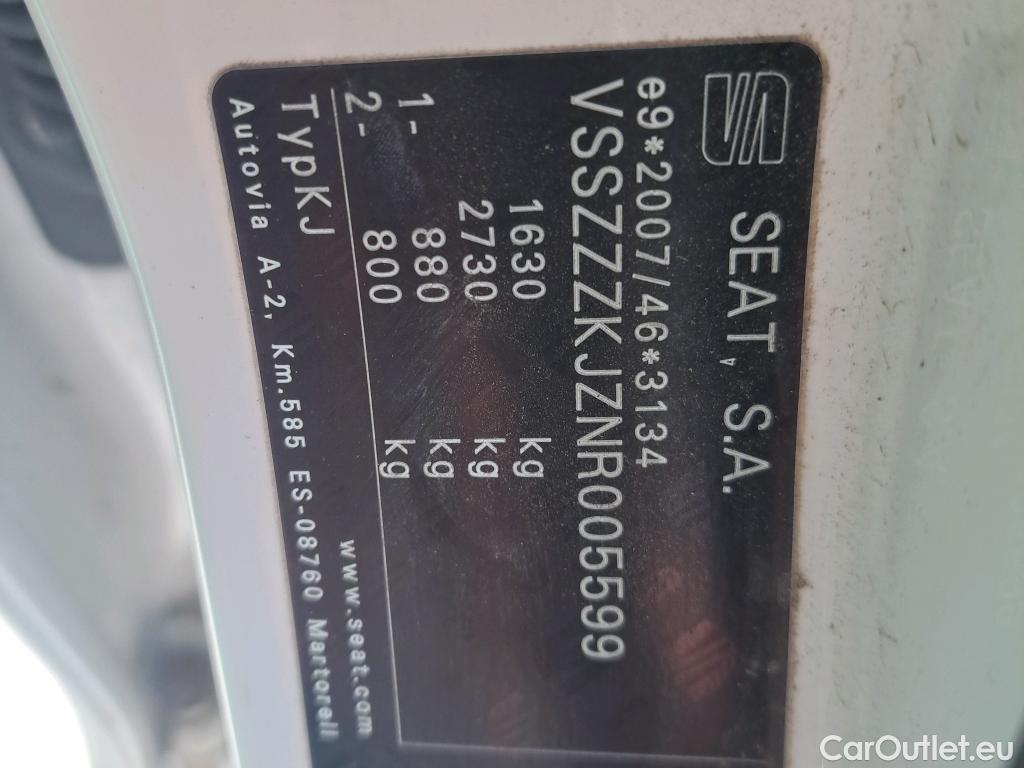 SEAT, S.A.
e9*2007/46*3134
VSSZZZKJZNR005599
1630 kg
2730 kg
1- 880 kg
2- 800 kg
TypKJ www.seat.com
Autovia A-2, Km.585 ES-08760 Martorell
CarOutlet.eu